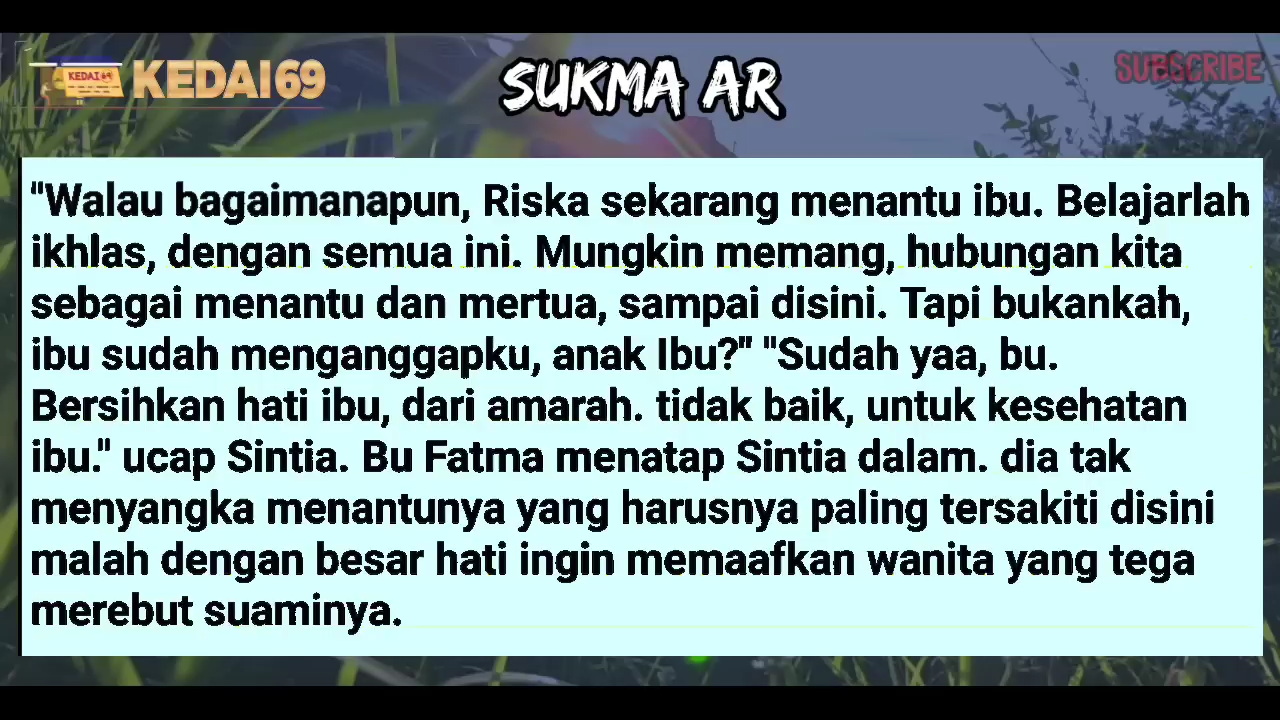 KEDAI 69
KEDAI69
SUKMA AR
SUBSCRIBE
"Walau bagaimanapun, Riska sekarang menantu ibu. Belajarlah
ikhlas, dengan semua ini. Mungkin memang, hubungan kita
sebagai menantu dan mertua, sampai disini. Tapi bukankah,
ibu sudah menganggapku, anak Ibu?" "Sudah yaa, bu.
Bersihkan hati ibu, dari amarah. tidak baik, untuk kesehatan
ibu." ucap Sintia. Bu Fatma menatap Sintia dalam. dia tak
menyangka menantunya yang harusnya paling tersakiti disini
malah dengan besar hati ingin memaafkan wanita yang tega
merebut suaminya.